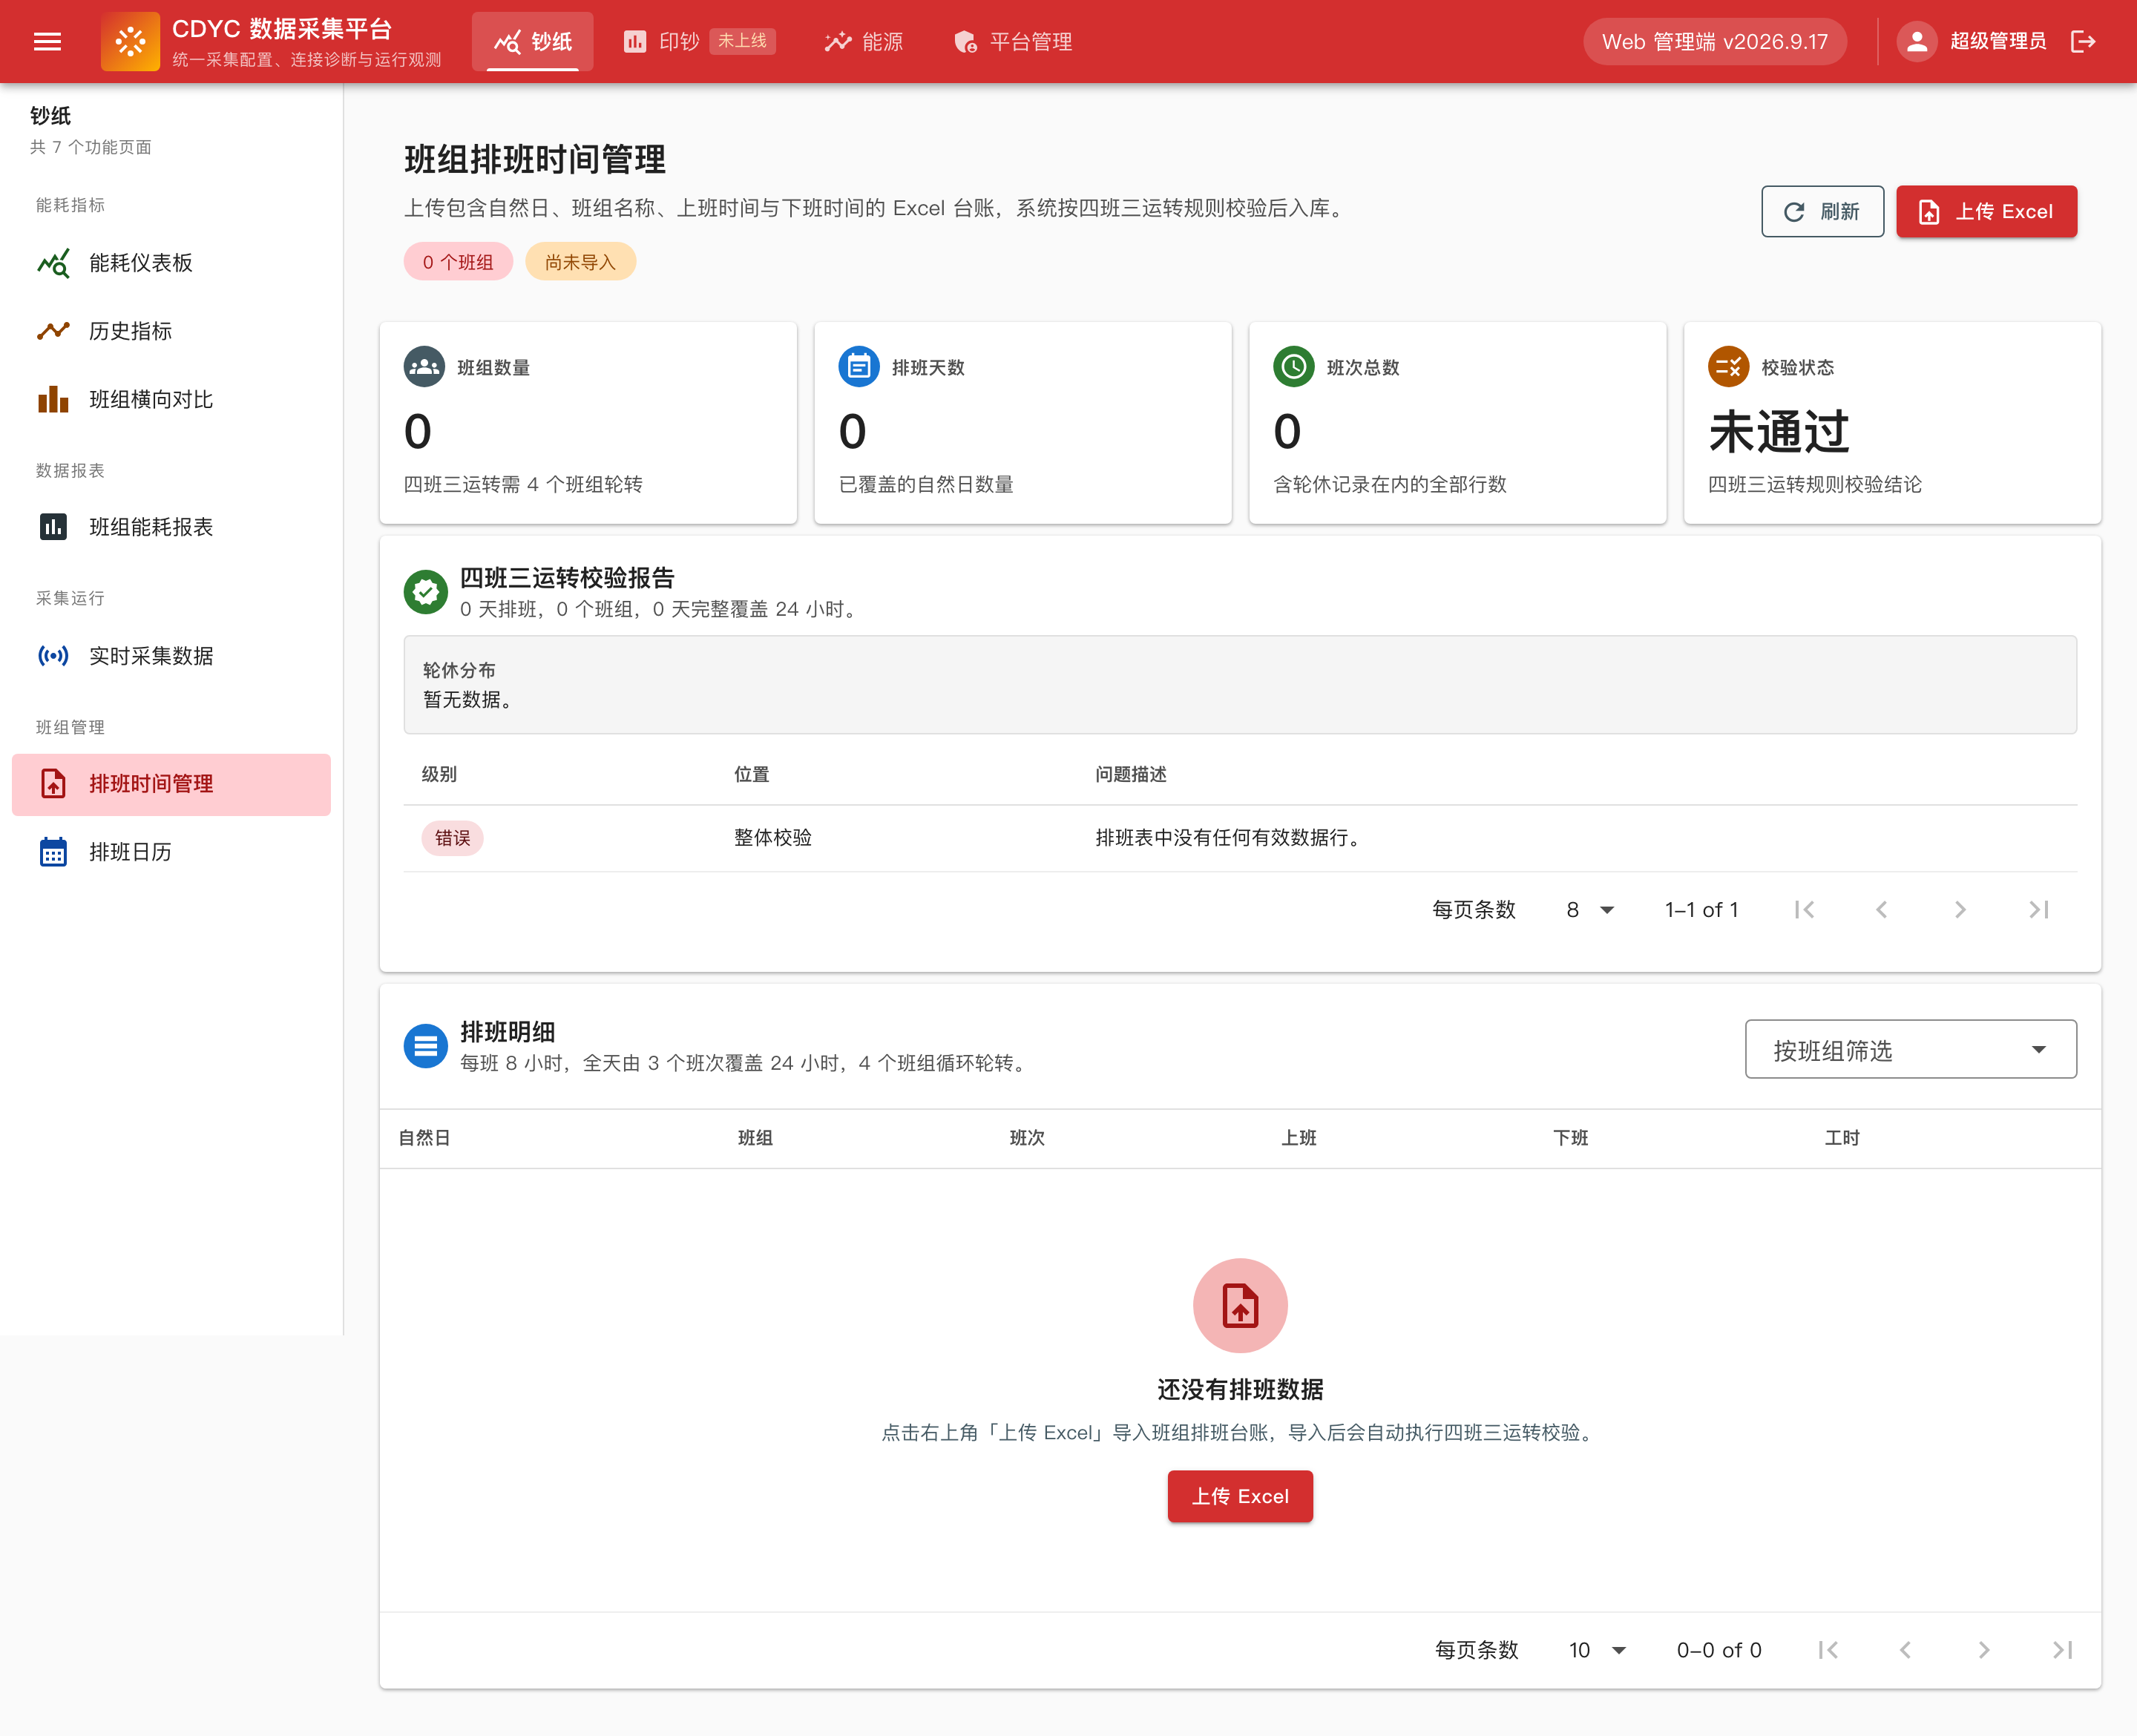 CDYC 数据采集平台
统一采集配置、连接诊断与运行观测
钞纸
印钞 未上线
能源
平台管理
Web 管理端 v2026.9.17
超级管理员
钞纸
共 7 个功能页面
能耗指标
能耗仪表板
历史指标
班组横向对比
数据报表
班组能耗报表
采集运行
实时采集数据
班组管理
排班时间管理
排班日历
班组排班时间管理
上传包含自然日、班组名称、上班时间与下班时间的 Excel 台账，系统按四班三运转规则校验后入库。
0 个班组
尚未导入
刷新
上传 Excel
班组数量
0
四班三运转需 4 个班组轮转
排班天数
0
已覆盖的自然日数量
班次总数
0
含轮休记录在内的全部行数
校验状态
未通过
四班三运转规则校验结论
四班三运转校验报告
0 天排班，0 个班组，0 天完整覆盖 24 小时。
轮休分布
暂无数据。
级别 位置 问题描述
错误 整体校验 排班表中没有任何有效数据行。
每页条数 8 1–1 of 1
排班明细
每班 8 小时，全天由 3 个班次覆盖 24 小时，4 个班组循环轮转。
按班组筛选
自然日 班组 班次 上班 下班 工时
还没有排班数据
点击右上角「上传 Excel」导入班组排班台账，导入后会自动执行四班三运转校验。
上传 Excel
每页条数 10 0–0 of 0